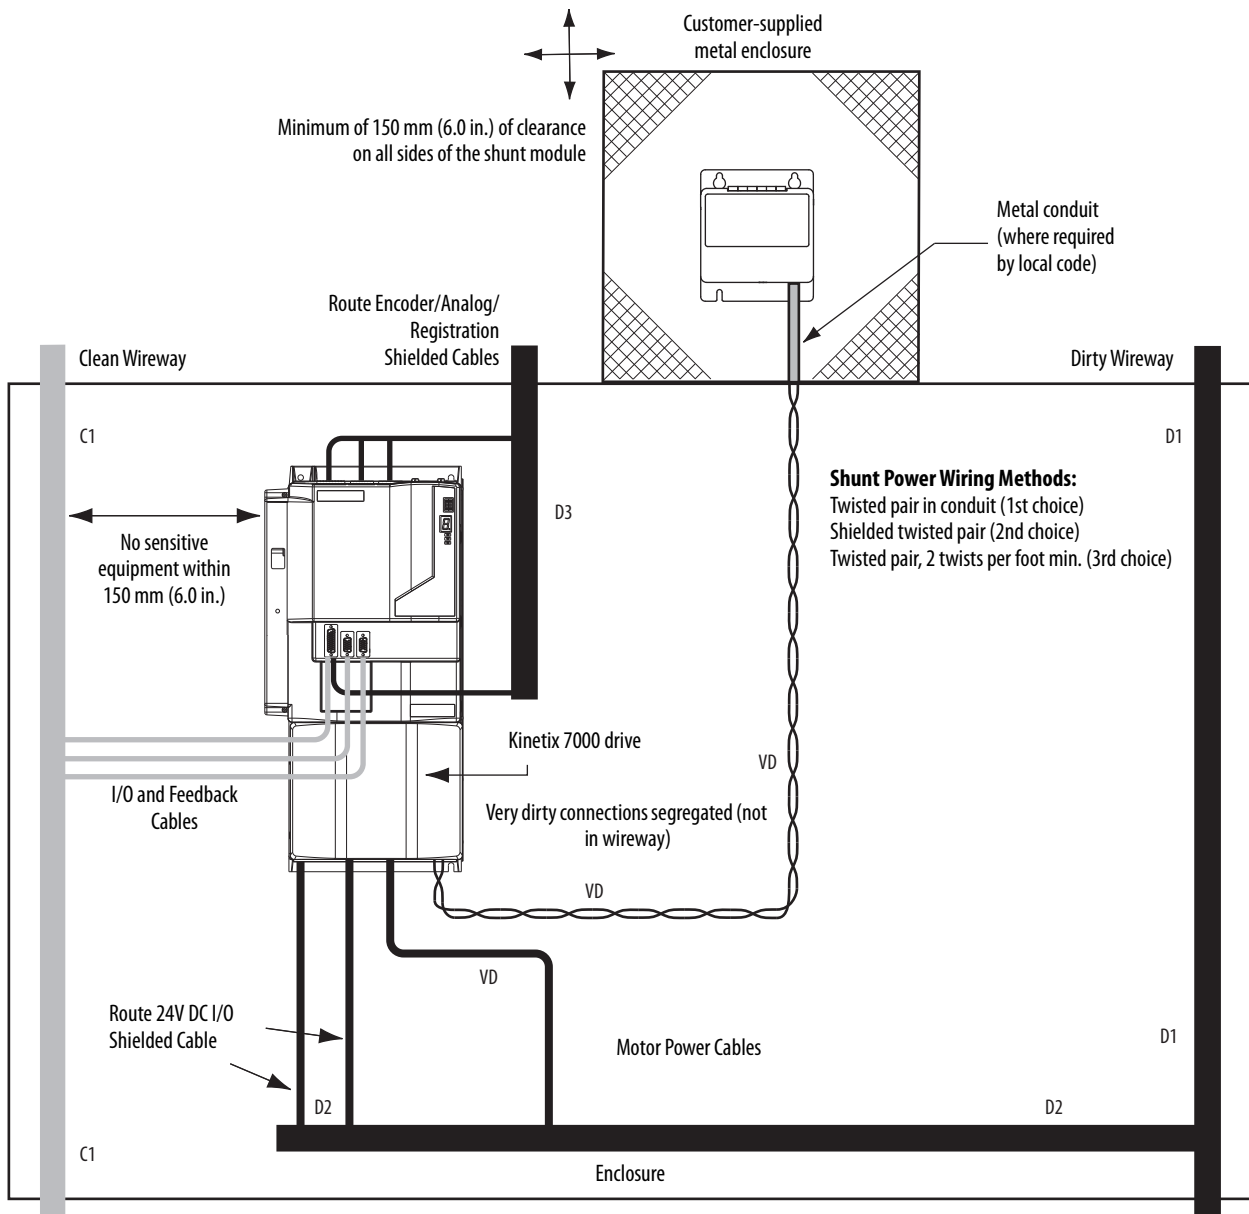 Customer-supplied
metal enclosure
Minimum of 150 mm (6.0 in.) of clearance
on all sides of the shunt module
Metal conduit
(where required
by local code)
Route Encoder/Analog/
Registration
Shielded Cables
Clean Wireway
Dirty Wireway
C1
D1
Shunt Power Wiring Methods:
Twisted pair in conduit (1st choice)
Shielded twisted pair (2nd choice)
Twisted pair, 2 twists per foot min. (3rd choice)
D3
No sensitive
equipment within
150 mm (6.0 in.)
Kinetix 7000 drive
VD
I/O and Feedback
Cables
Very dirty connections segregated (not
in wireway)
VD
VD
Route 24V DC I/O
Shielded Cable
Motor Power Cables
D1
D2
D2
C1
Enclosure